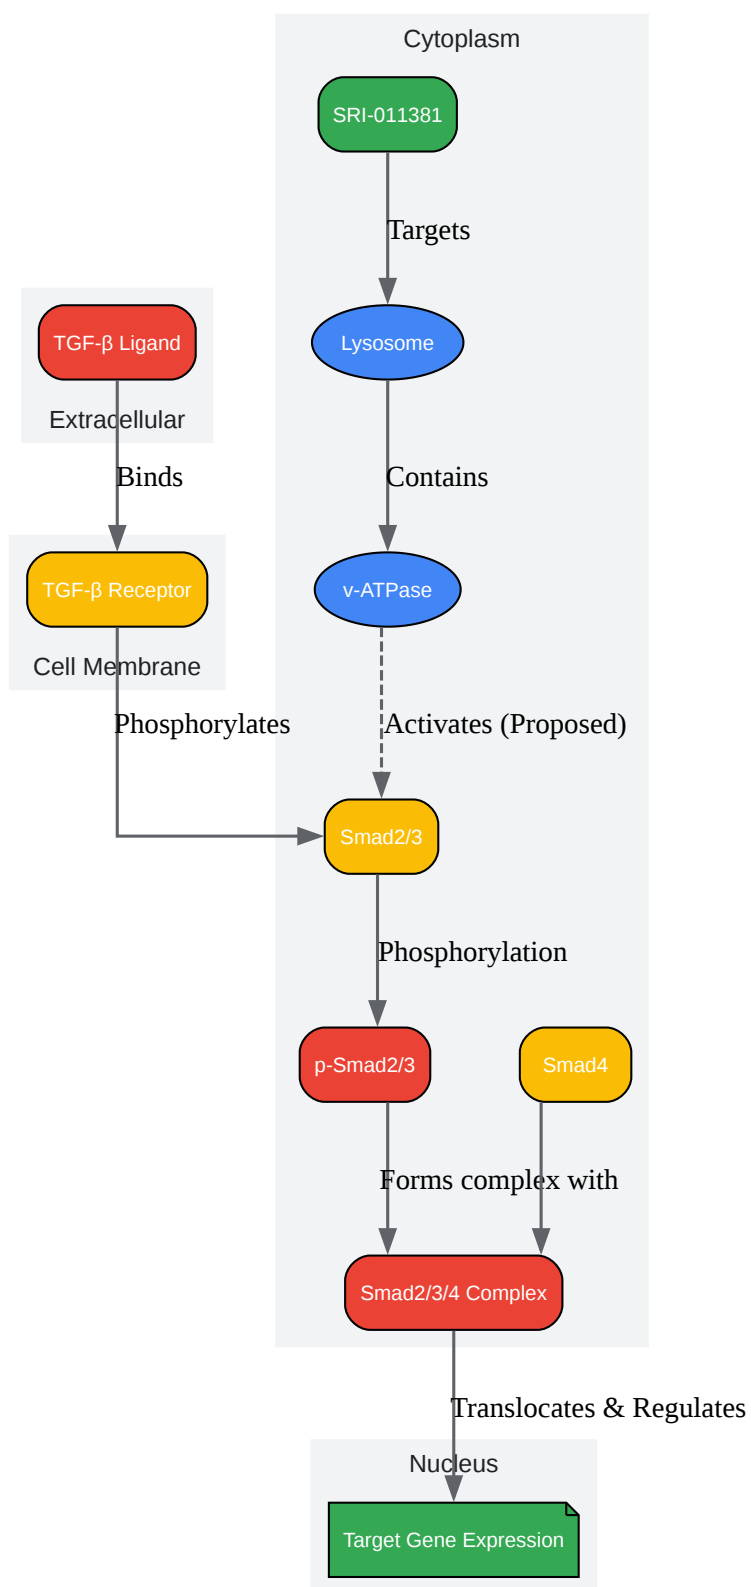 Cytoplasm
SRI-011381
Targets
TGF-β Ligand
Lysosome
Extracellular
Binds
Contains
TGF-β Receptor
v-ATPase
Cell Membrane
Phosphorylates
Activates (Proposed)
Smad2/3
Phosphorylation
p-Smad2/3
Smad4
Forms complex with
Smad2/3/4 Complex
Translocates & Regulates
Nucleus
Target Gene Expression